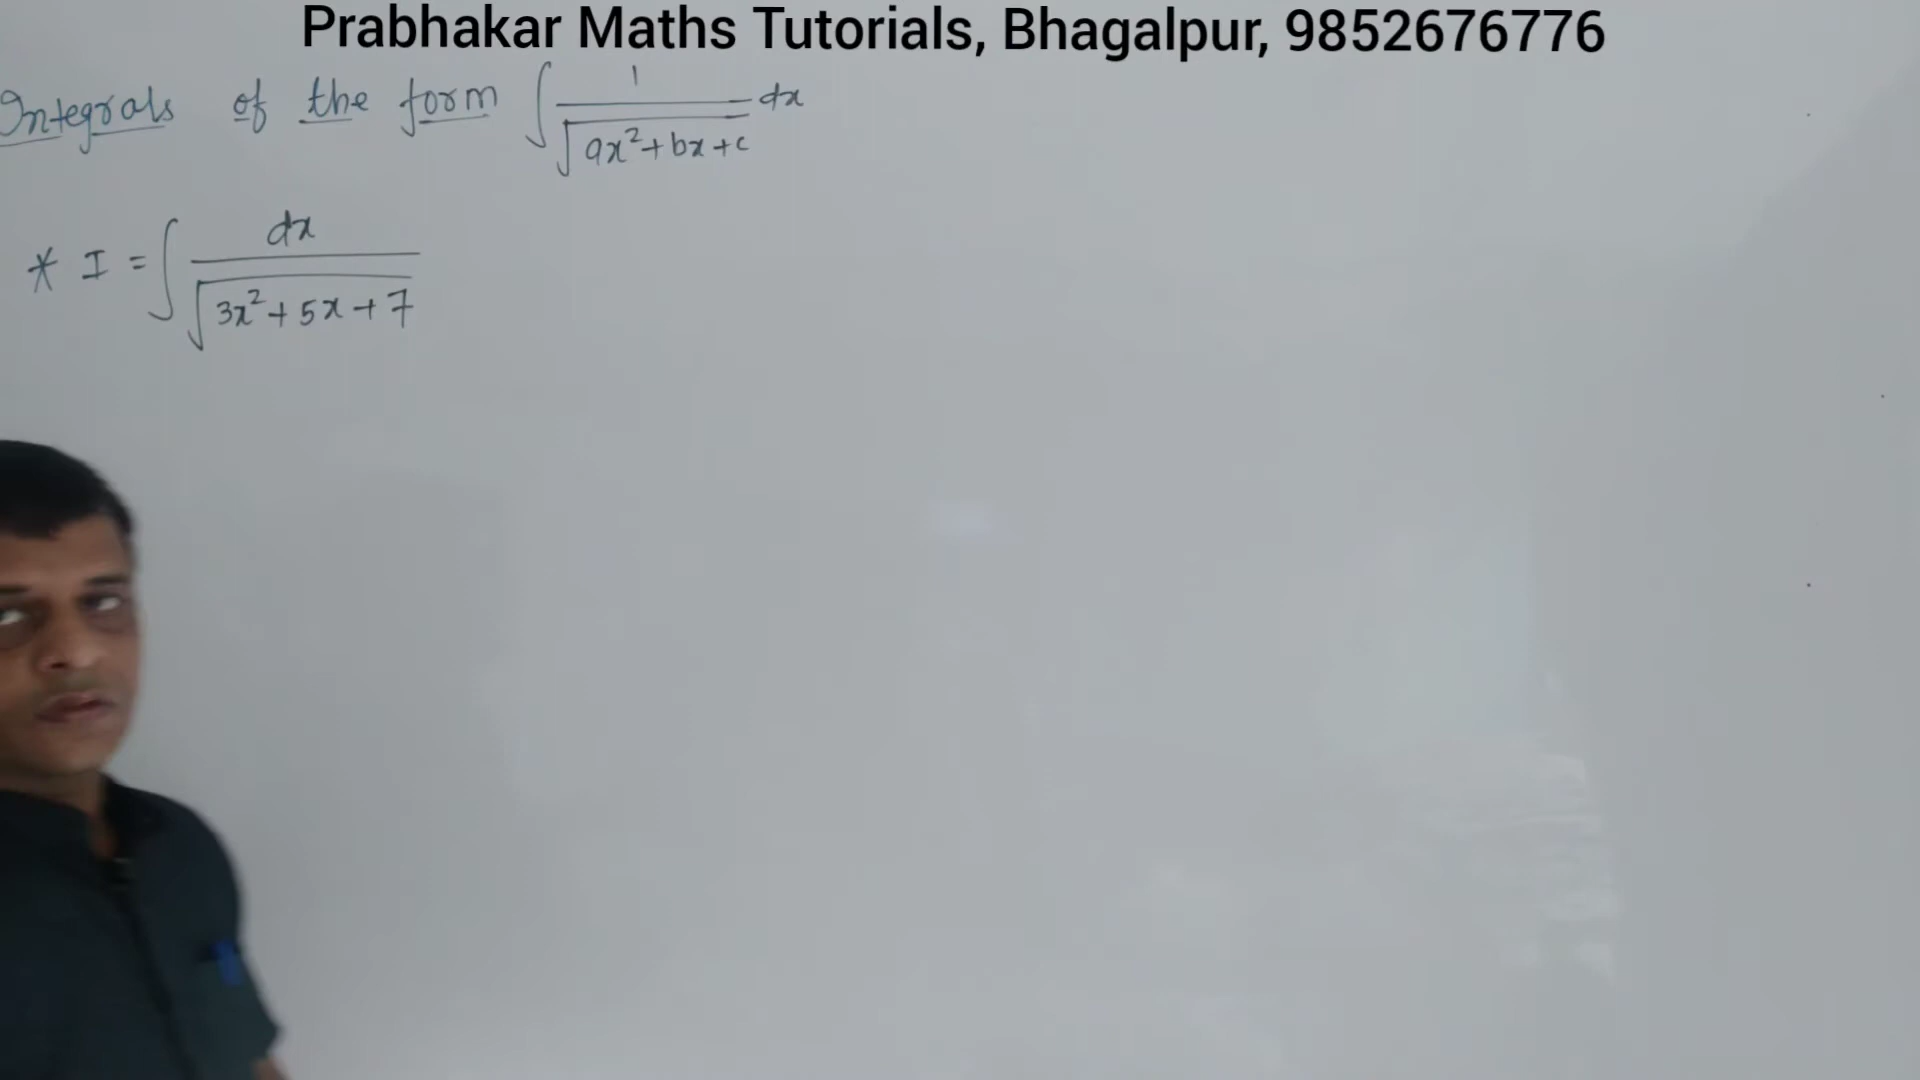 Prabhakar Maths Tutorials, Bhagalpur, 9852676776
Integrals of the form ∫ 1/√(ax²+bx+c) dx
* I = ∫ dx/√(3x²+5x+7)